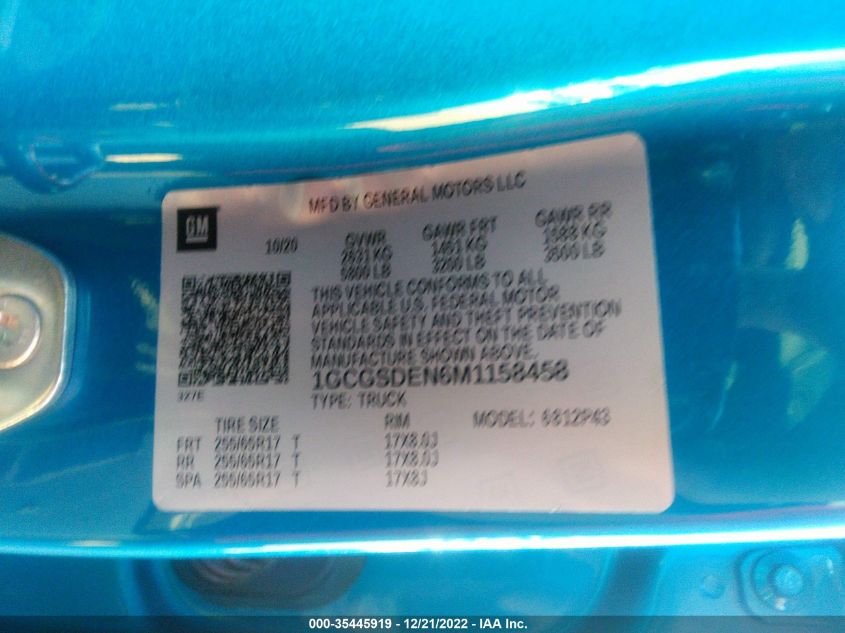 MFD BY GENERAL MOTORS LLC
GM
10/20
GVWR GAWR FRT GAWR RR
2631 KG 1451 KG 1588 KG
5800 LB 3200 LB 3500 LB
THIS VEHICLE CONFORMS TO ALL
APPLICABLE U.S. FEDERAL MOTOR
VEHICLE SAFETY AND THEFT PREVENTION
STANDARDS IN EFFECT ON THE DATE OF
MANUFACTURE SHOWN ABOVE.
1GCGSDEN6M1158458
3X7E
TYPE: TRUCK
TIRE SIZE RIM MODEL:
FRT 255/65R17 T 17X8.0J
RR 255/65R17 T 17X8.0J
SPA 255/65R17 T 17X8J
000-35445919 - 12/21/2022 - IAA Inc.